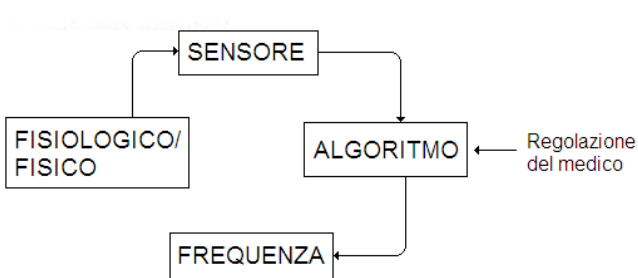 SENSORE
FISIOLOGICO/
FISICO
ALGORITMO
Regolazione
del medico
FREQUENZA